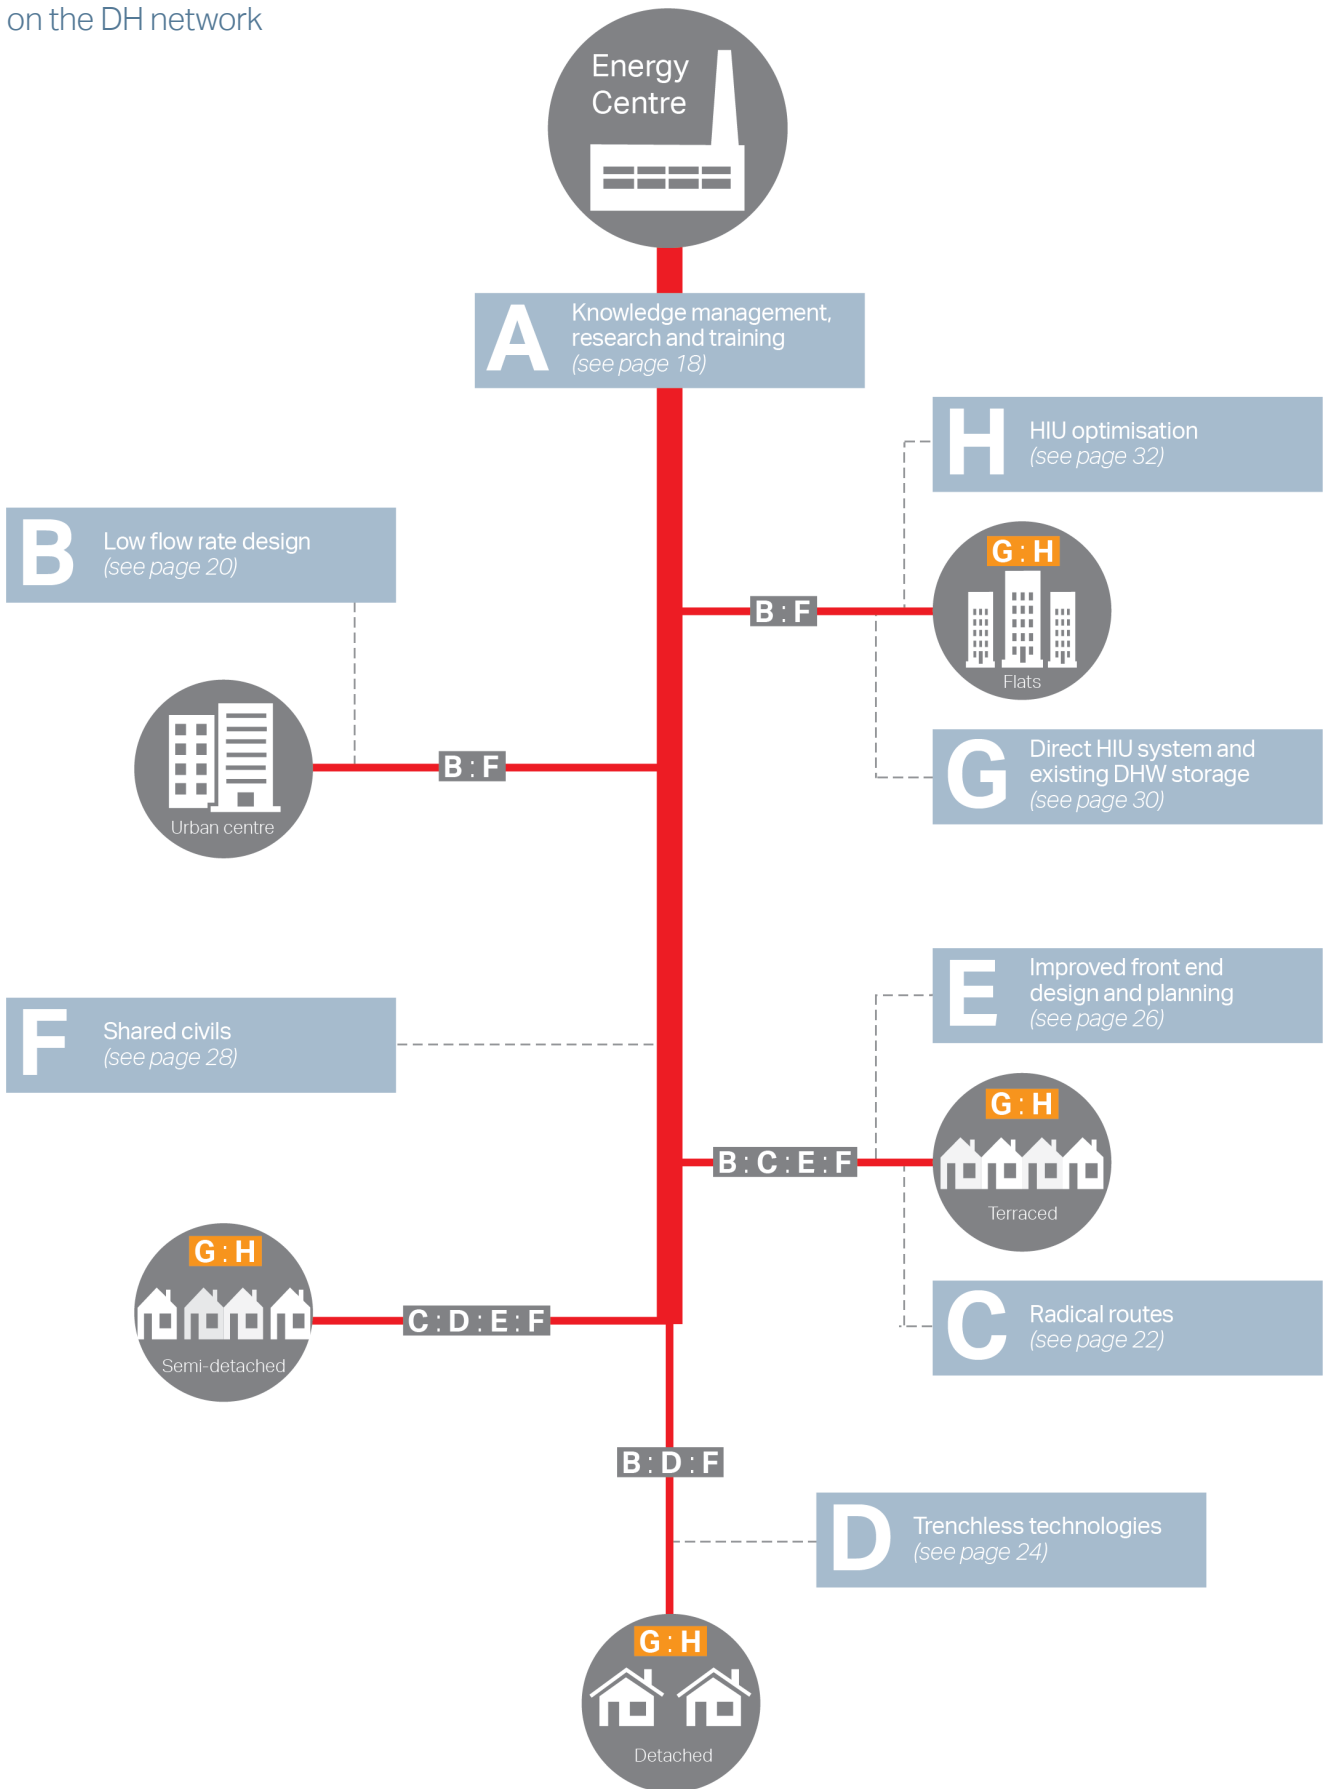 on the DH network
Energy
Centre
A
Knowledge management,
research and training
(see page 18)
H
HIU optimisation
(see page 32)
B
Low flow rate design
(see page 20)
G : H
Flats
B : F
G
Direct HIU system and
existing DHW storage
(see page 30)
B : F
Urban centre
E
Improved front end
design and planning
(see page 26)
F
Shared civils
(see page 28)
G : H
Terraced
B : C : E : F
G : H
Semi-detached
C : D : E : F
C
Radical routes
(see page 22)
B : D : F
D
Trenchless technologies
(see page 24)
G : H
Detached